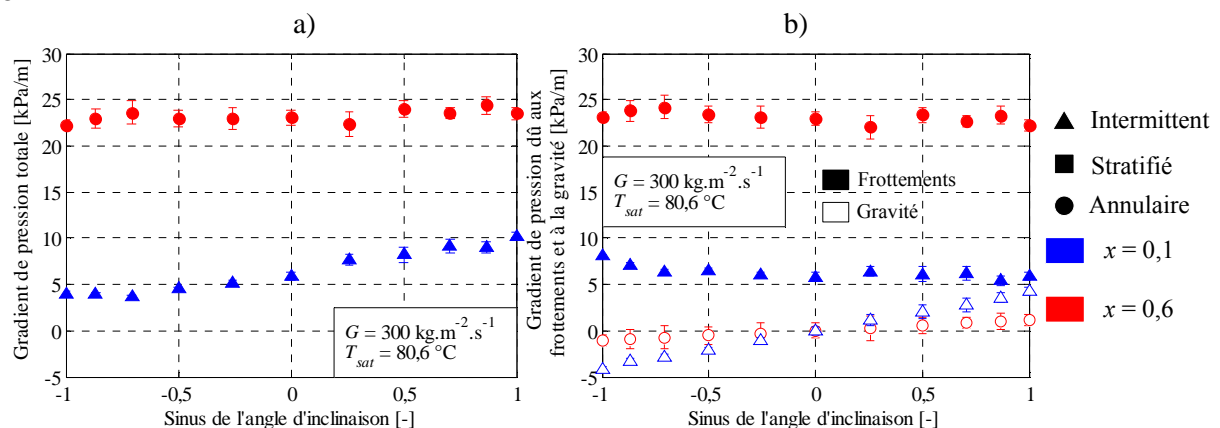 a)
Gradient de pression totale [kPa/m]
30
25
20
15
10
5
0
-5
-1
-0,5
0
0,5
1
Sinus de l'angle d'inclinaison [-]
G = 300 kg.m-2.s-1
Tsat = 80,6 °C
b)
Gradient de pression dû aux
frottements et à la gravité [kPa/m]
30
25
20
15
10
5
0
-5
-1
-0,5
0
0,5
1
Sinus de l'angle d'inclinaison [-]
G = 300 kg.m-2.s-1
Tsat = 80,6 °C
Frottements
Gravité
Intermittent
Stratifié
Annulaire
x = 0,1
x = 0,6